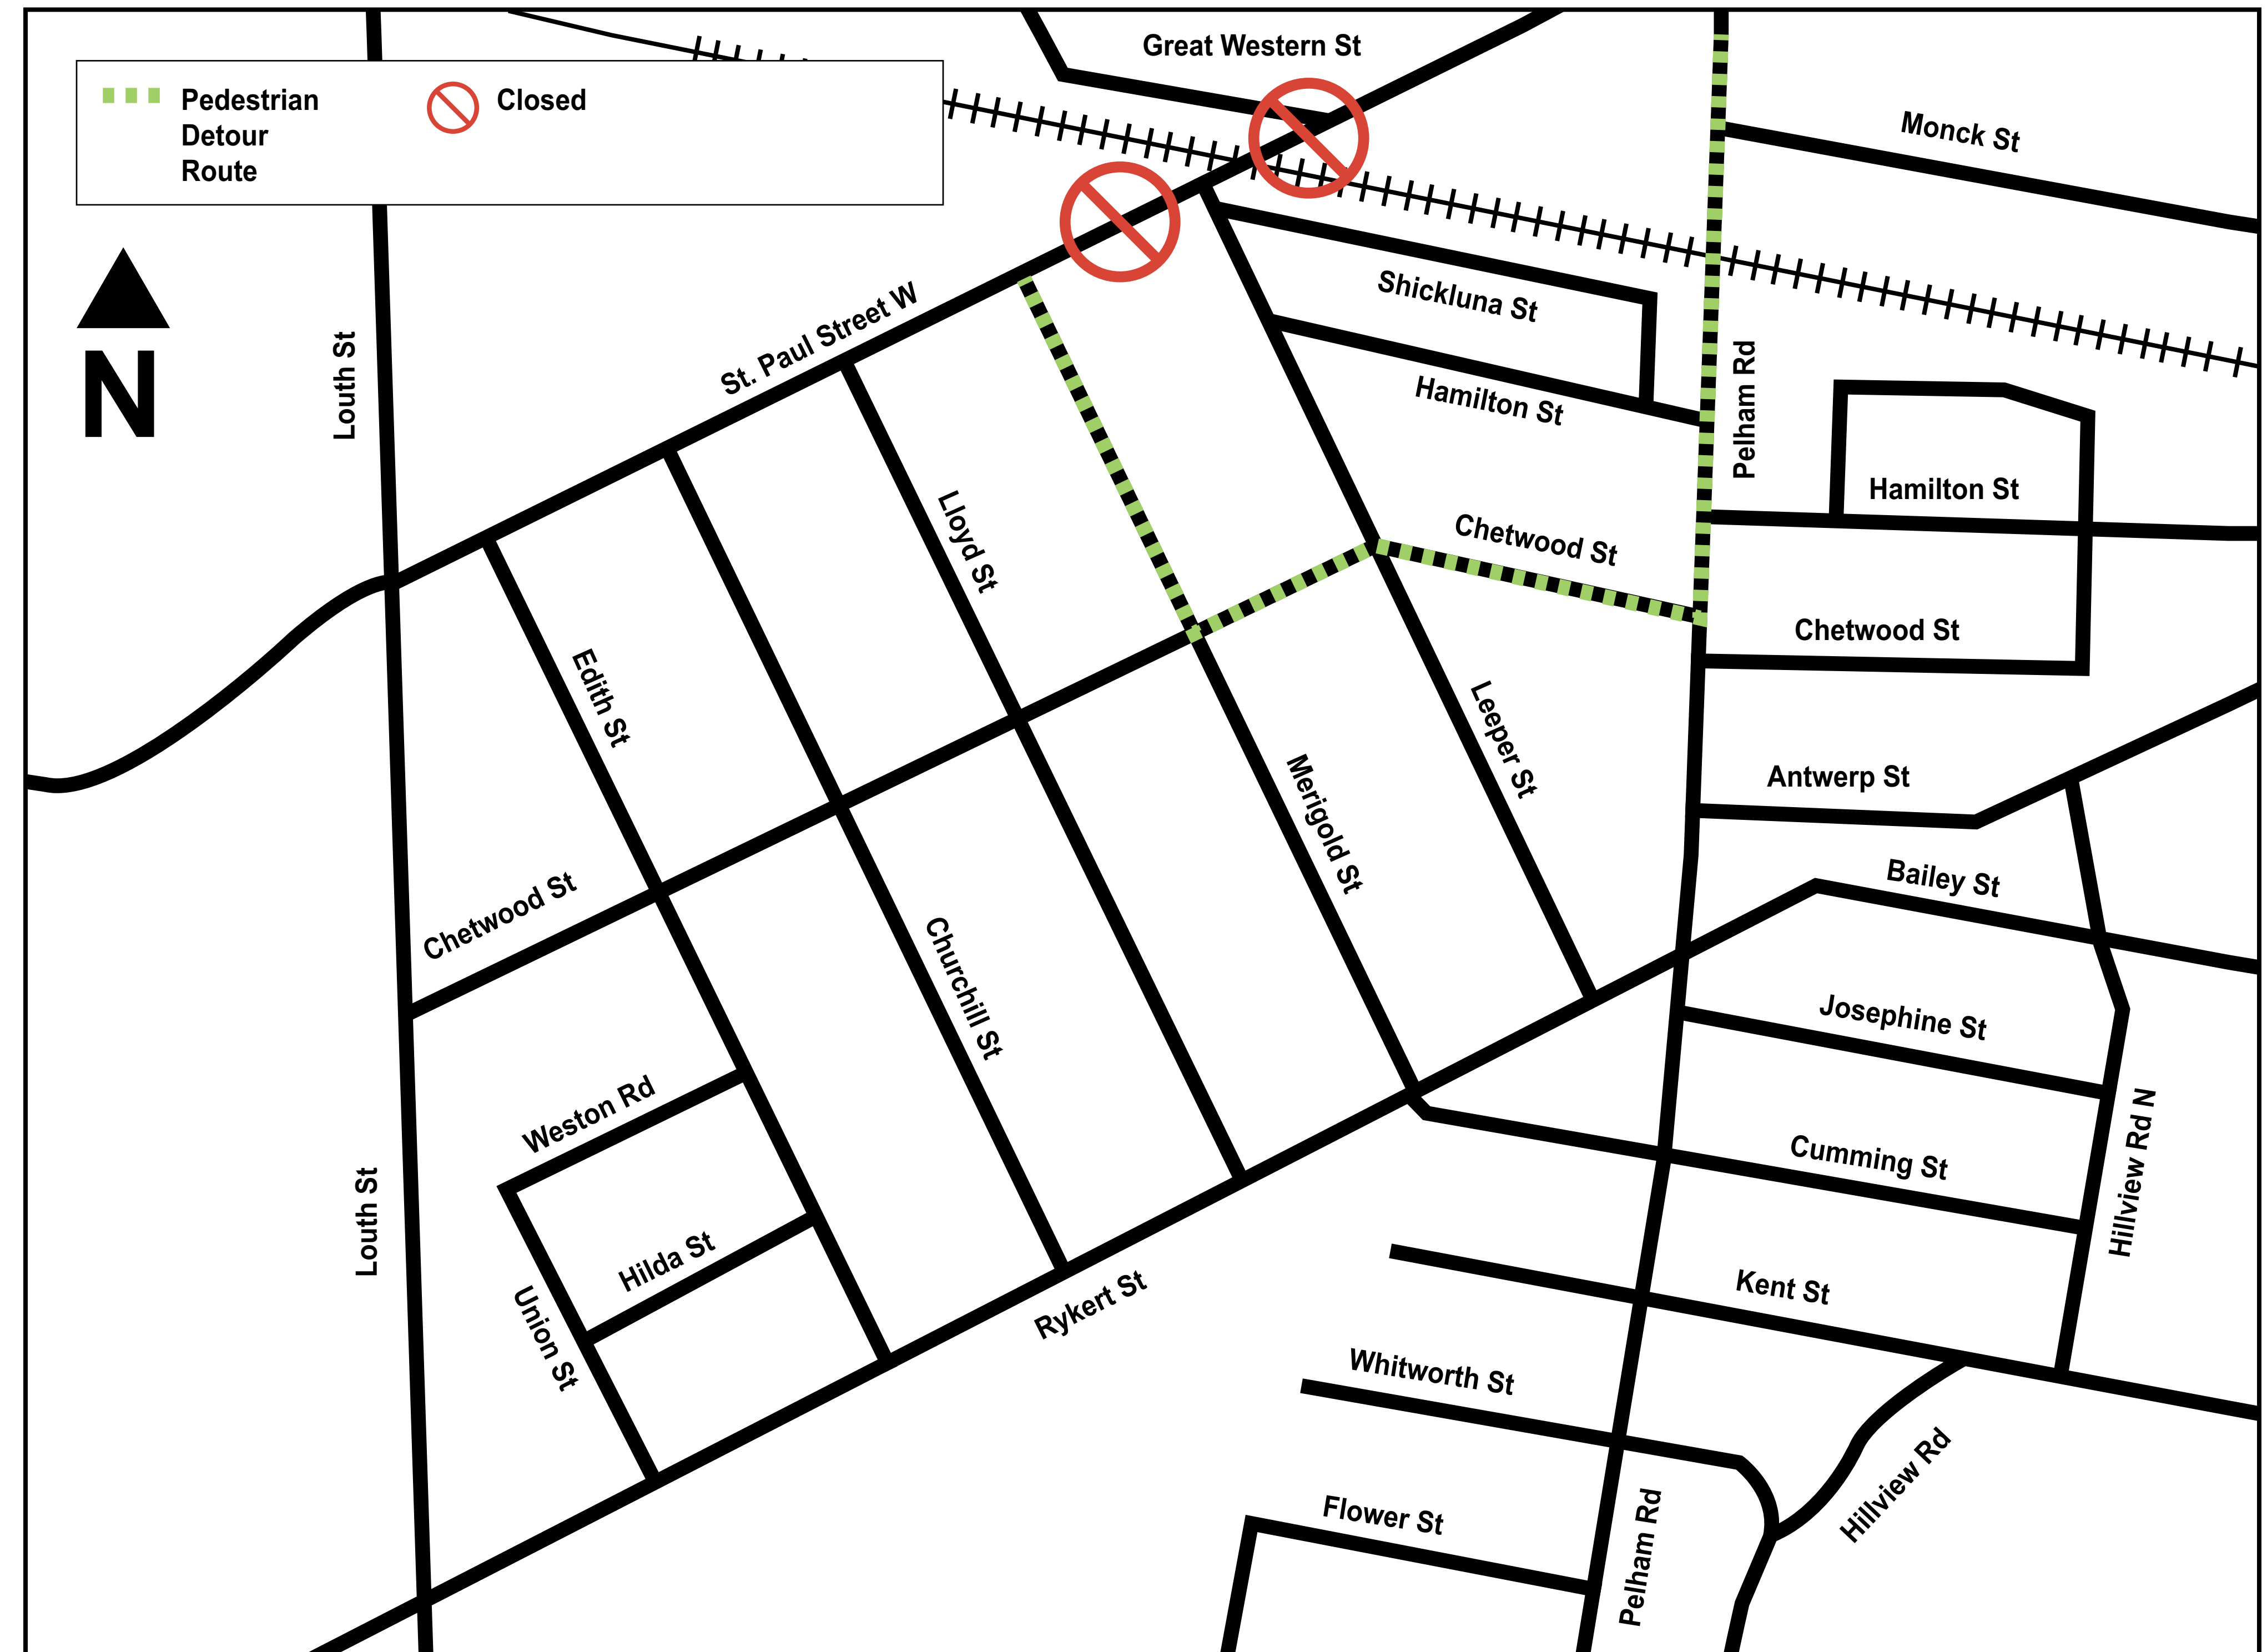 Great Western St
Pedestrian
Detour
Route
Closed
Monck St
N
Louth St
St. Paul Street W
Shickluna St
Hamilton St
Pelham Rd
Hamilton St
Lloyd St
Chetwood St
Chetwood St
Edith St
Leeper St
Merigold St
Antwerp St
Bailey St
Chetwood St
Churchill St
Josephine St
Weston Rd
Cumming St
Hillview Rd N
Louth St
Hilda St
Union St
Rykert St
Kent St
Whitworth St
Hillview Rd
Flower St
Pelham Rd